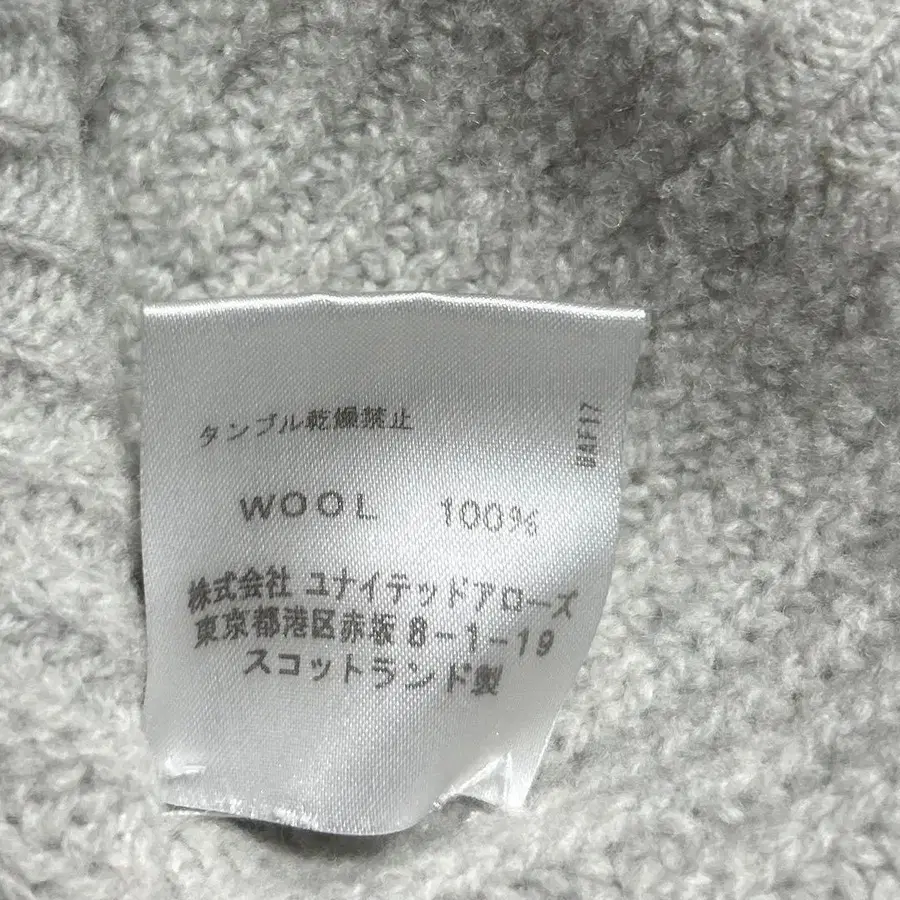 タンブル乾燥禁止
WOOL 100%
株式会社 ユナイテッドアローズ
東京都港区赤坂 8-1-19
スコットランド製